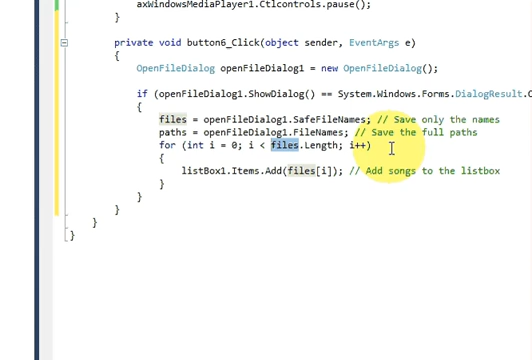 axWindowsMediaPlayer1.Ctlcontrols.pause();
}
private void button6_Click(object sender, EventArgs e)
{
OpenFileDialog openFileDialog1 = new OpenFileDialog();
if (openFileDialog1.ShowDialog() == System.Windows.Forms.DialogResult.
{
files = openFileDialog1.SafeFileNames; // Save only the names
paths = openFileDialog1.FileNames; // Save the full paths
for (int i = 0; i < files.Length; i++)
{
listBox1.Items.Add(files[i]); // Add songs to the listbox
}
}
}
}
}